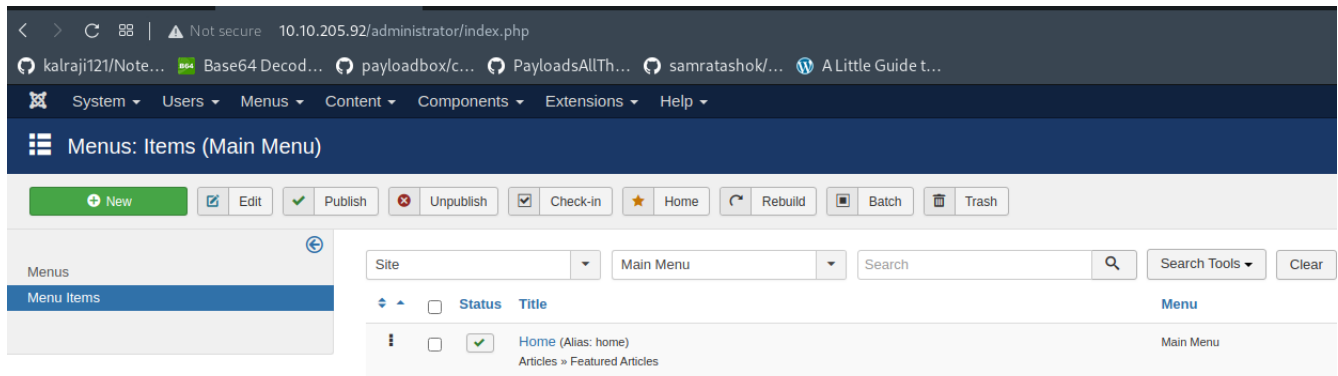 Not secure 10.10.205.92/administrator/index.php
kalraji121/Note... B64 Base64 Decod... payloadbox/c... PayloadsAllTh... samratashok/... A Little Guide t...
System Users Menus Content Components Extensions Help
Menus: Items (Main Menu)
New Edit Publish Unpublish Check-in Home Rebuild Batch Trash
Site Main Menu Search Search Tools Clear
Menus
Menu Items
Status Title Menu
Home (Alias: home) Main Menu
Articles » Featured Articles